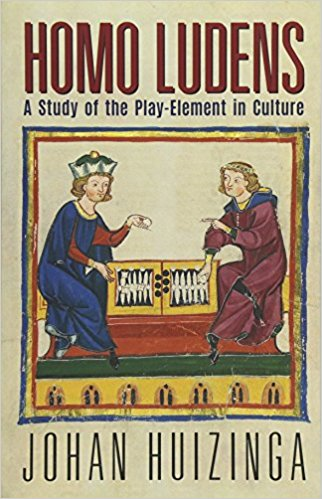 HOMO LUDENS
A Study of the Play-Element in Culture
JOHAN HUIZINGA